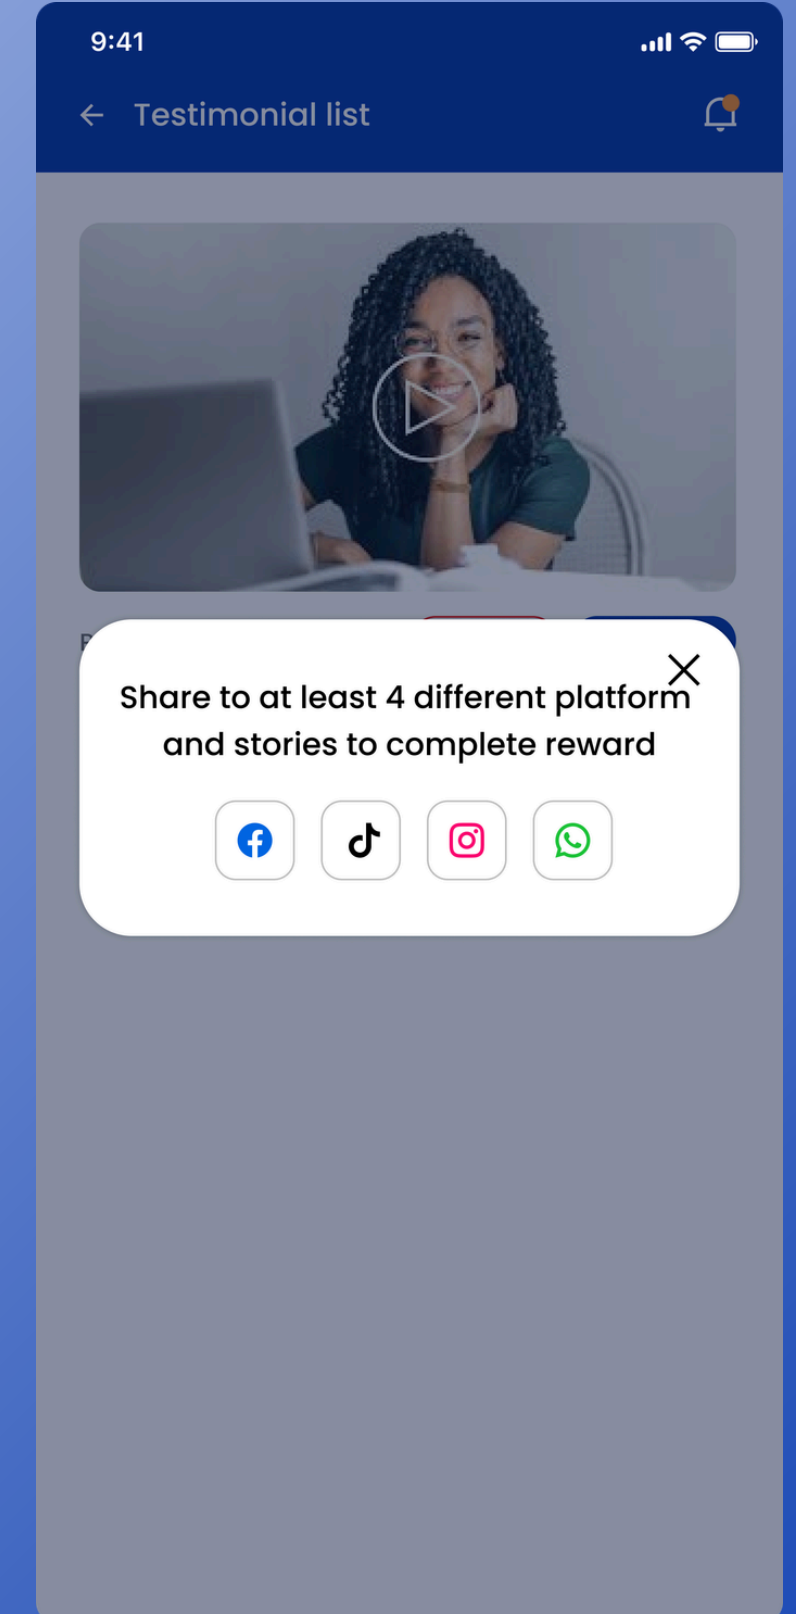 9:41
Testimonial list
Share to at least 4 different platform
and stories to complete reward